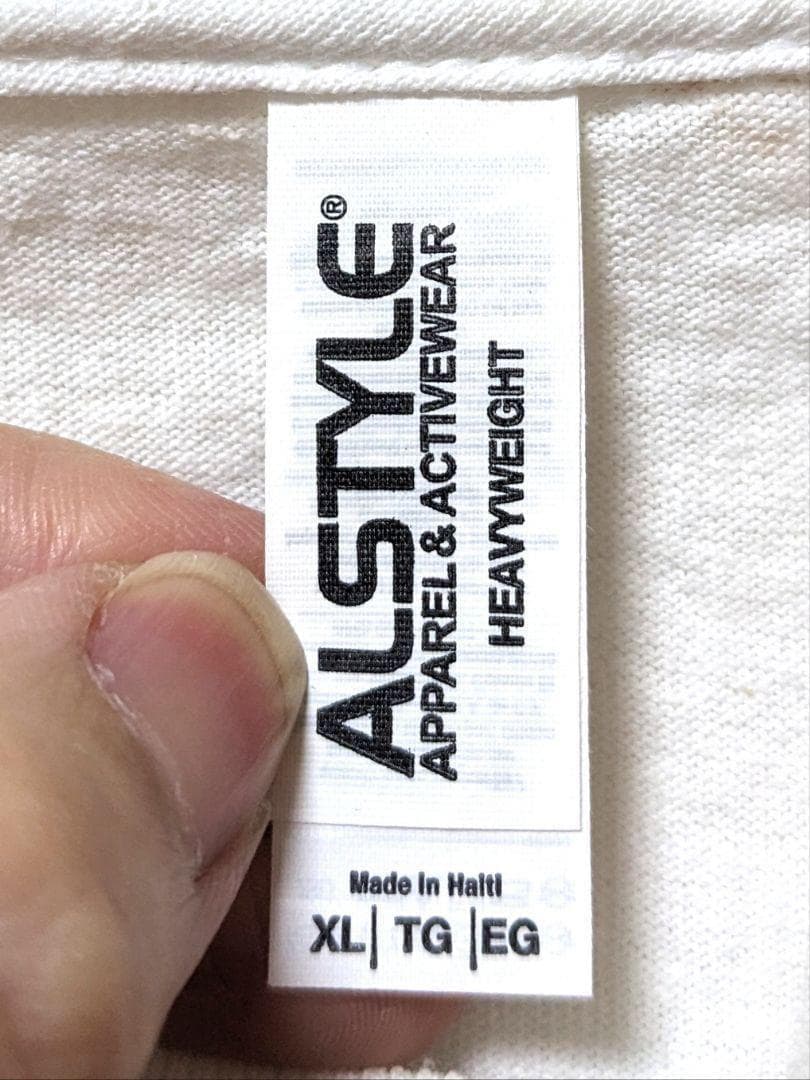 ALSTYLE®
APPAREL & ACTIVEWEAR
HEAVYWEIGHT
Made in Haiti
XL| TG |EG